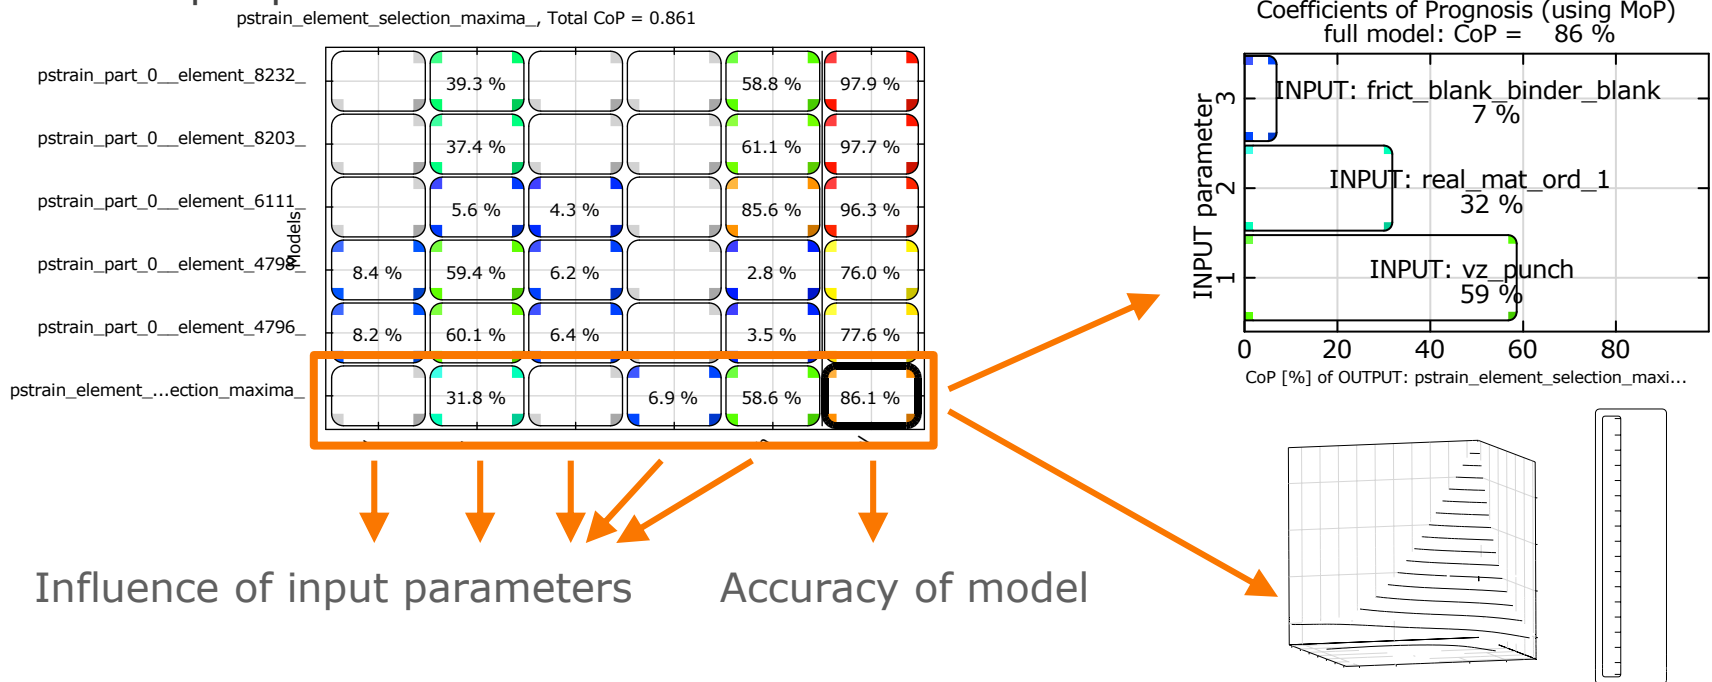 pstrain_element_selection_maxima_, Total CoP = 0.861
pstrain_part_0__element_8232_
39.3 %
58.8 %
97.9 %
pstrain_part_0__element_8203_
37.4 %
61.1 %
97.7 %
pstrain_part_0__element_6111_
5.6 %
4.3 %
85.6 %
96.3 %
Models
pstrain_part_0__element_4798_
8.4 %
59.4 %
6.2 %
2.8 %
76.0 %
pstrain_part_0__element_4796_
8.2 %
60.1 %
6.4 %
3.5 %
77.6 %
pstrain_element_...ection_maxima_
31.8 %
6.9 %
58.6 %
86.1 %
Influence of input parameters
Accuracy of model
Coefficients of Prognosis (using MoP)
full model: CoP = 86 %
INPUT parameter
3
INPUT: frict_blank_binder_blank
7 %
2
INPUT: real_mat_ord_1
32 %
1
INPUT: vz_punch
59 %
0 20 40 60 80
CoP [%] of OUTPUT: pstrain_element_selection_maxi...